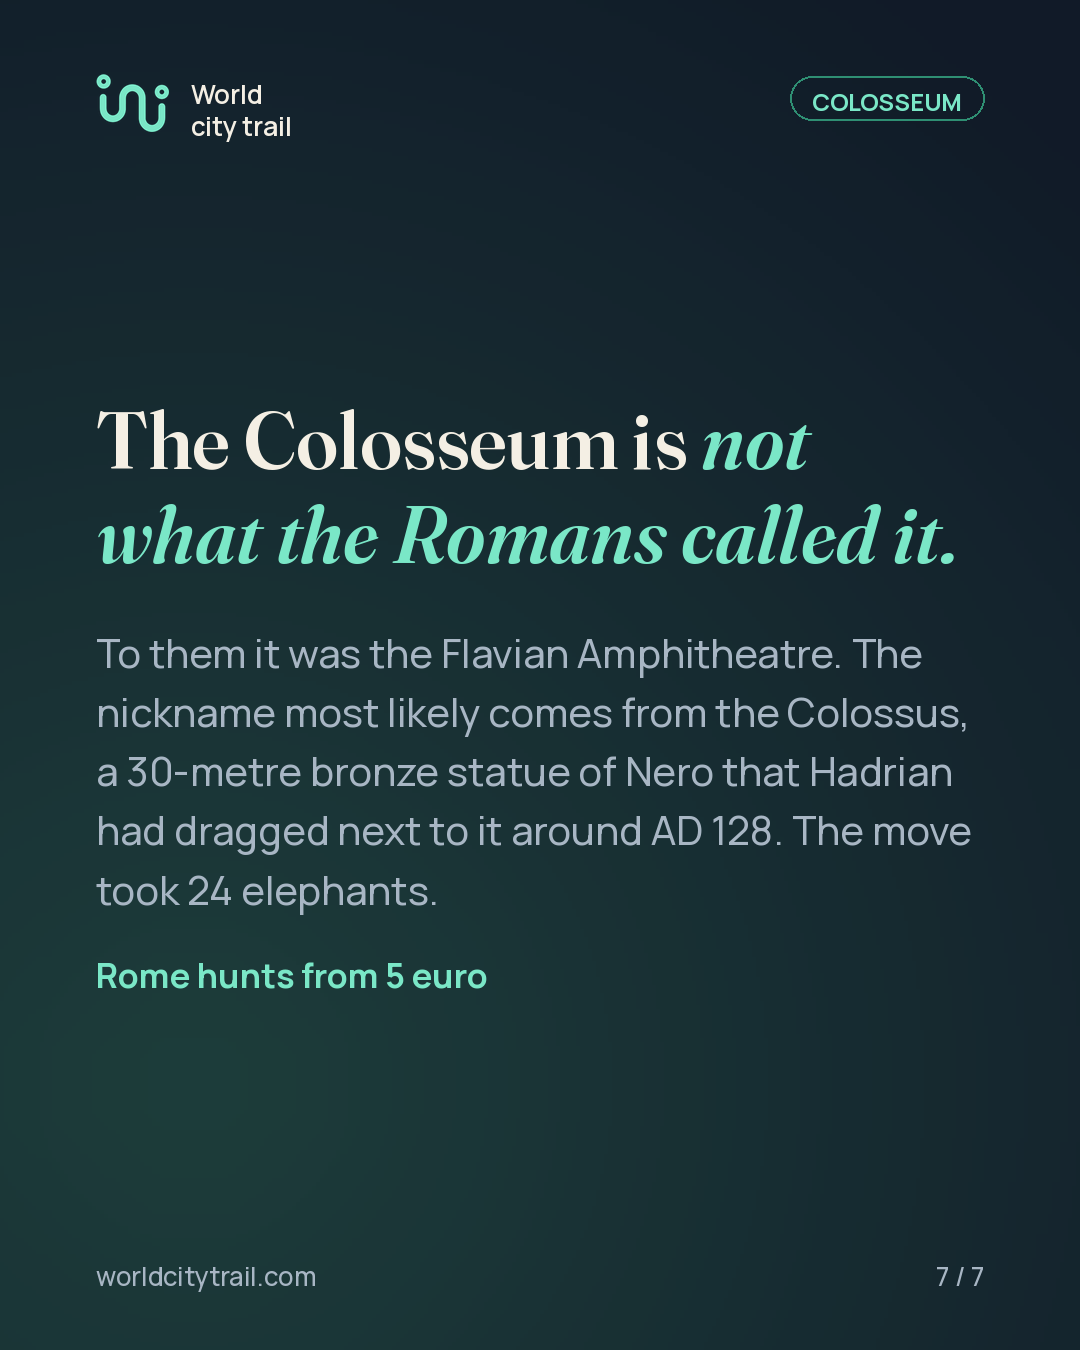 World
city trail
COLOSSEUM
The Colosseum is not
what the Romans called it.
To them it was the Flavian Amphitheatre. The
nickname most likely comes from the Colossus,
a 30-metre bronze statue of Nero that Hadrian
had dragged next to it around AD 128. The move
took 24 elephants.
Rome hunts from 5 euro
worldcitytrail.com
7 / 7